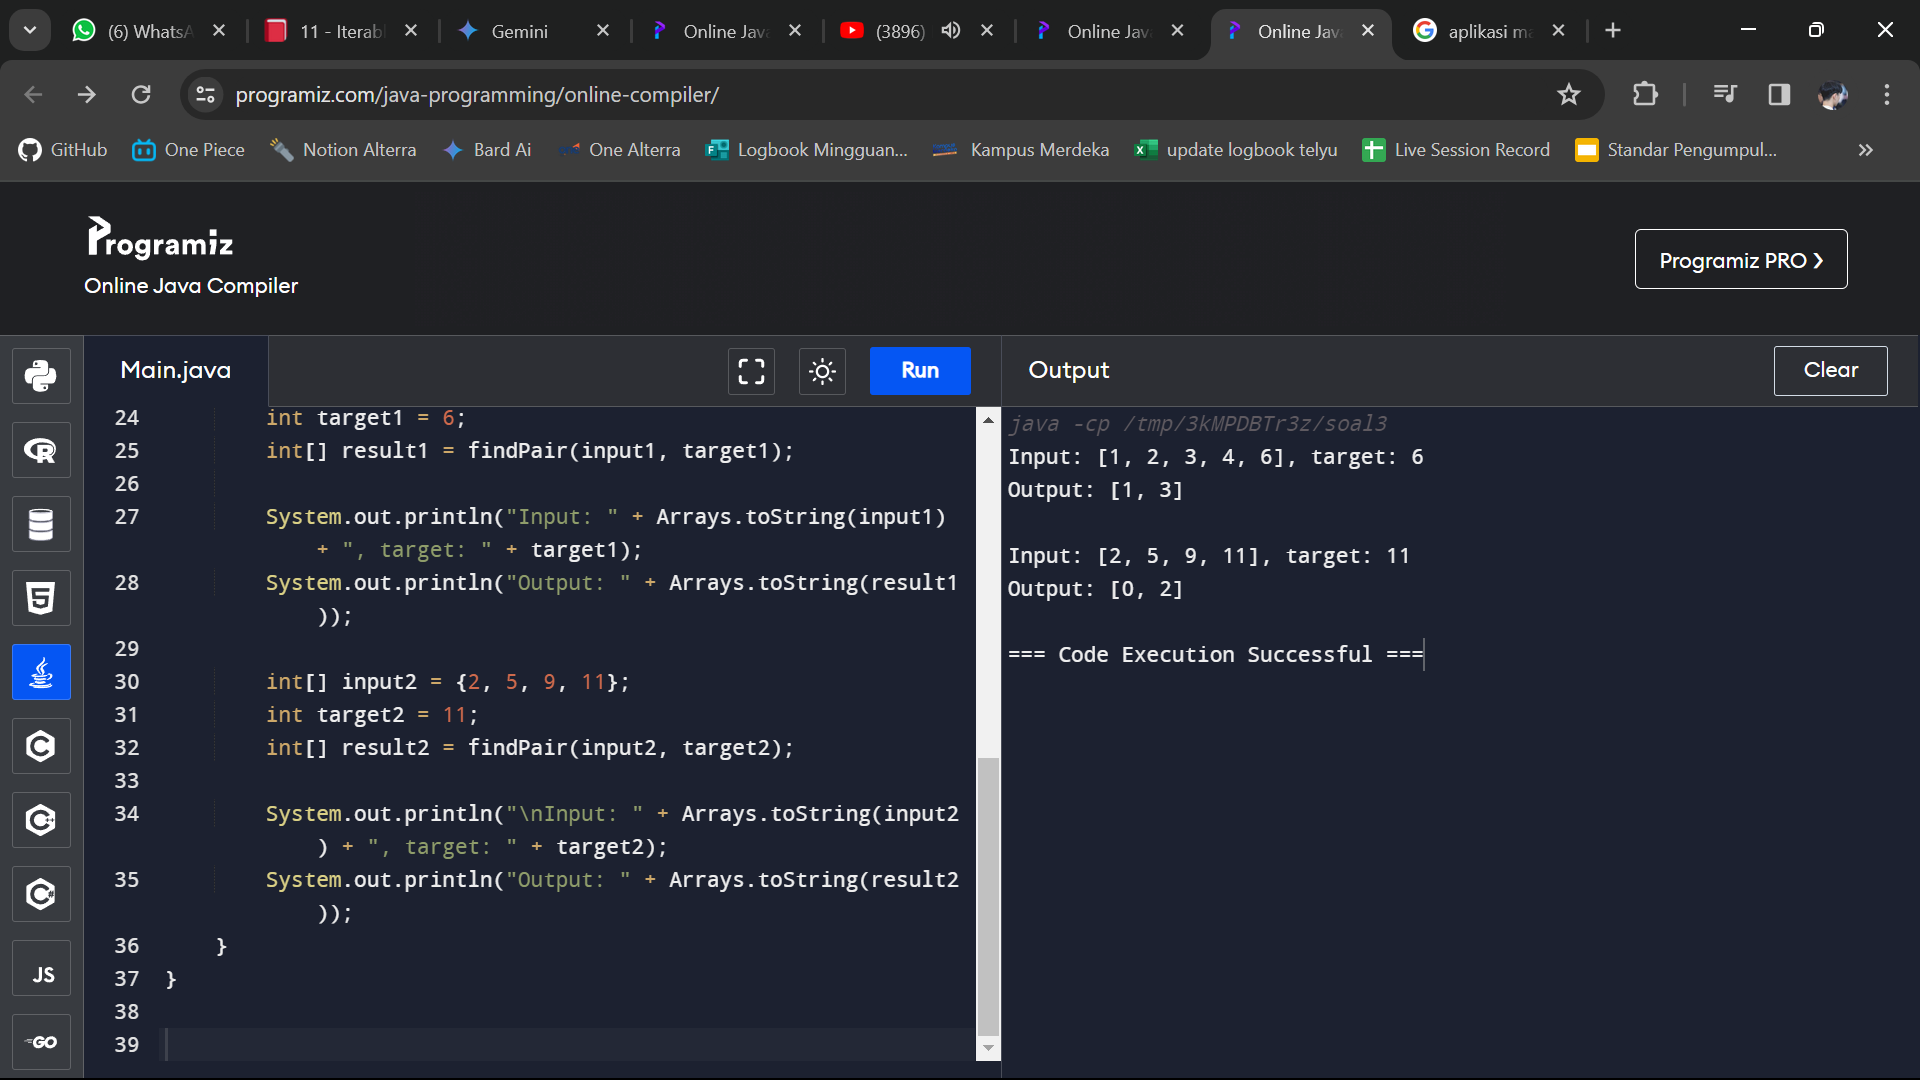 (6) WhatsA
11 - Iterabl
Gemini
Online Java
(3896)
Online Java
Online Java
aplikasi ma
programiz.com/java-programming/online-compiler/
GitHub
One Piece
Notion Alterra
Bard Ai
One Alterra
Logbook Mingguan...
Kampus Merdeka
update logbook telyu
Live Session Record
Standar Pengumpul...
Programiz
Online Java Compiler
Programiz PRO ❯
Main.java
Run
Output
Clear
24 int target1 = 6;
25 int[] result1 = findPair(input1, target1);
26
27 System.out.println("Input: " + Arrays.toString(input1)
+ ", target: " + target1);
28 System.out.println("Output: " + Arrays.toString(result1
));
29
30 int[] input2 = {2, 5, 9, 11};
31 int target2 = 11;
32 int[] result2 = findPair(input2, target2);
33
34 System.out.println("\nInput: " + Arrays.toString(input2
) + ", target: " + target2);
35 System.out.println("Output: " + Arrays.toString(result2
));
36 }
37 }
38
39
java -cp /tmp/3kMPDBTr3z/soal3
Input: [1, 2, 3, 4, 6], target: 6
Output: [1, 3]
Input: [2, 5, 9, 11], target: 11
Output: [0, 2]
=== Code Execution Successful ===
R
5
C
C++
C#
JS
GO